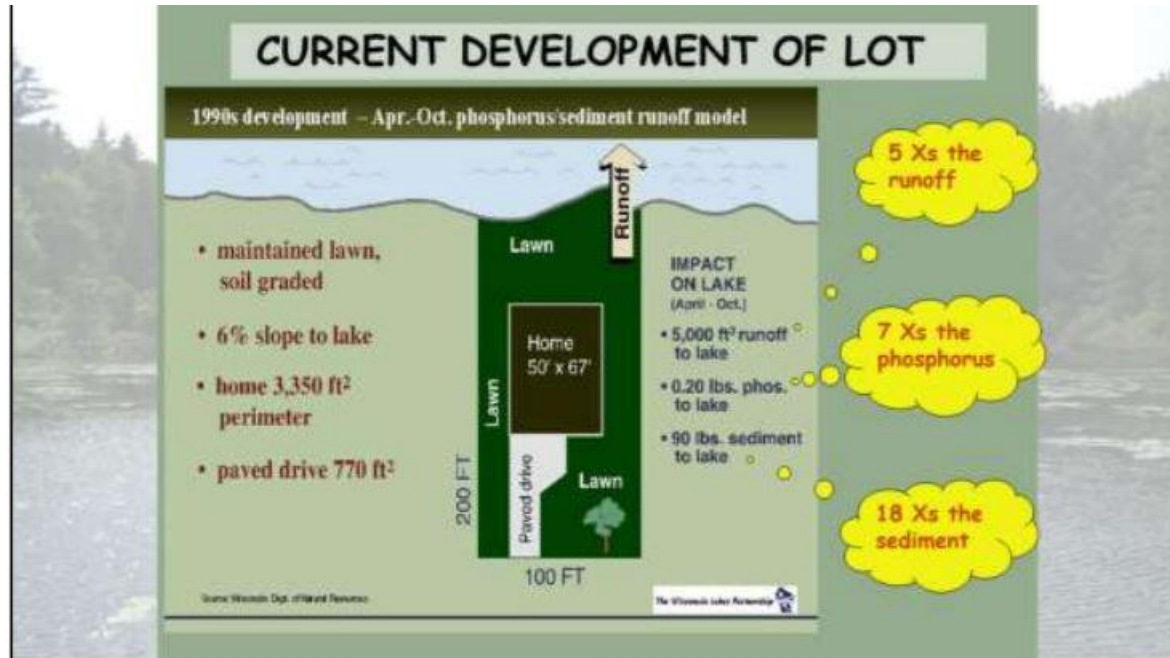 CURRENT DEVELOPMENT OF LOT
1990s development – Apr.-Oct. phosphorus/sediment runoff model
• maintained lawn,
soil graded
• 6% slope to lake
• home 3,350 ft²
perimeter
• paved drive 770 ft²
Runoff
Lawn
Home
50' x 67'
Lawn
Paved drive
Lawn
200 FT
100 FT
IMPACT
ON LAKE
(April - Oct.)
• 5,000 ft³ runoff
to lake
• 0.20 lbs. phos.
to lake
• 90 lbs. sediment
to lake
5 Xs the
runoff
7 Xs the
phosphorus
18 Xs the
sediment
Source: Wisconsin Dept. of Natural Resources
The Wisconsin Lakes Partnership